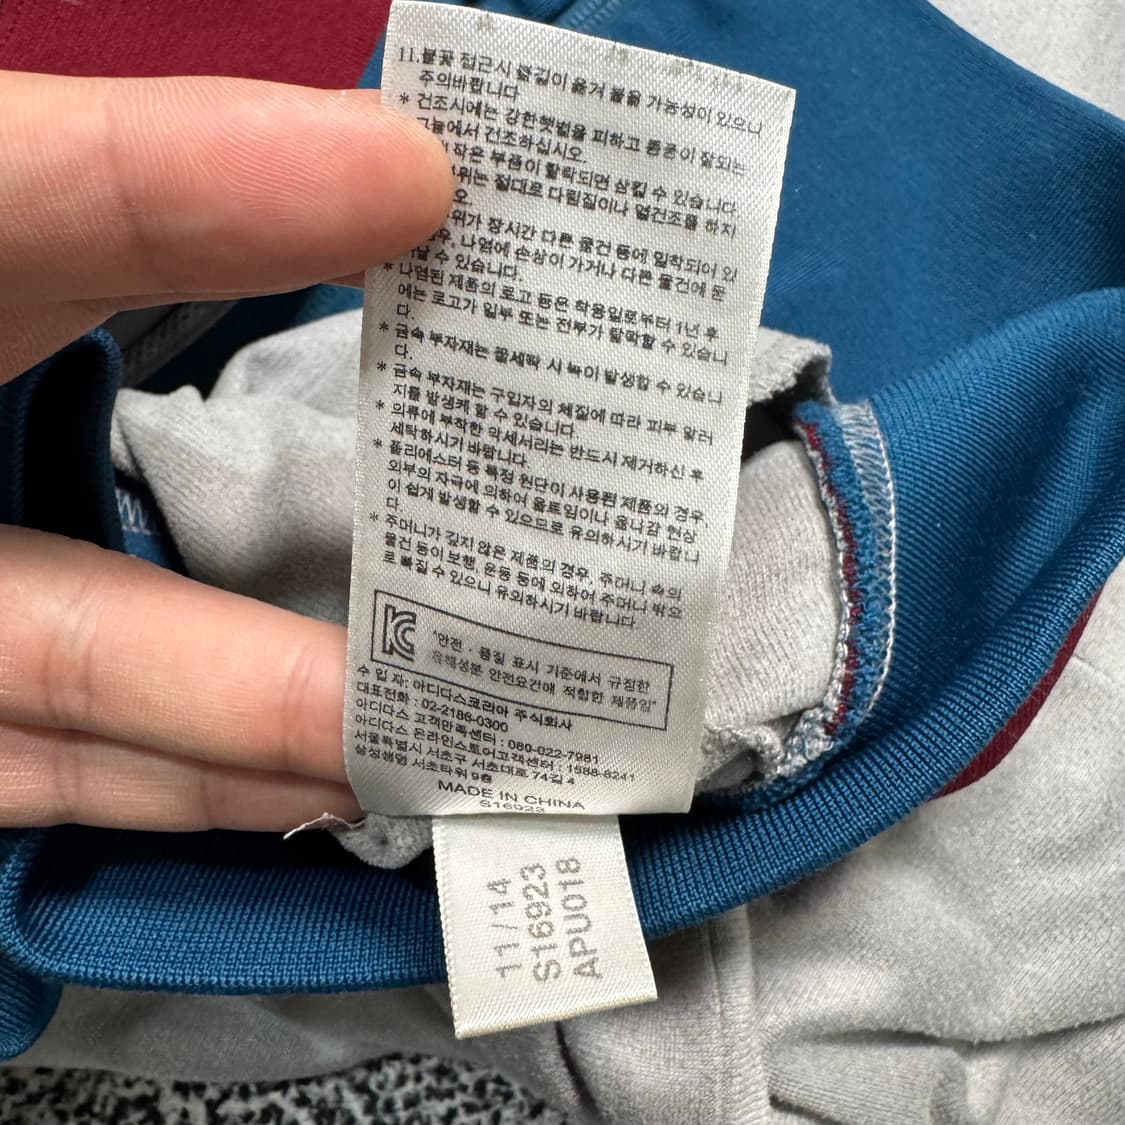 11.불꽃 접근시 불길이 옮겨 붙을 가능성이 있으니
주의바랍니다.
* 건조시에는 강한햇볕을 피하고 통풍이 잘되는
그늘에서 건조하십시오.
작은 부품이 탈락되면 삼킬 수 있습니다.
위는 절대로 다림질이나 열건조를 하지
오.
위가 장시간 다른 물건 등에 밀착되어 있
우, 나염에 손상이 가거나 다른 물건에 묻
날 수 있습니다.
* 나염된 제품의 로고 등은 착용일로부터 1년 후
에는 로고가 일부 또는 전부가 탈락할 수 있습니
다.
* 금속 부자재는 물세탁 시 녹이 발생할 수 있습니
다.
* 금속 부자재는 구입자의 체질에 따라 피부 알러
지를 발생케 할 수 있습니다.
* 의류에 부착한 악세서리는 반드시 제거하신 후
세탁하시기 바랍니다.
* 폴리에스터 등 특정 원단이 사용된 제품의 경우,
외부의 자극에 의하여 올트임이나 올나감 현상
이 쉽게 발생할 수 있으므로 유의하시기 바랍니
다.
* 주머니가 깊지 않은 제품의 경우, 주머니 속의
물건 등이 보행, 운동 등에 의하여 주머니 밖으
로 빠질 수 있으니 유의하시기 바랍니다.
"안전·품질 표시 기준에서 규정한
유해성분 안전요건에 적합한 제품임"
수 입 자: 아디다스코리아 주식회사
대표전화 : 02-2186-0300
아디다스 고객만족센터 : 080-022-7981
아디다스 온라인스토어고객센터 : 1588-8241
서울특별시 서초구 서초대로 74길 4
삼성생명 서초타워 9층
MADE IN CHINA
S16923
11/14
S16923
APU018